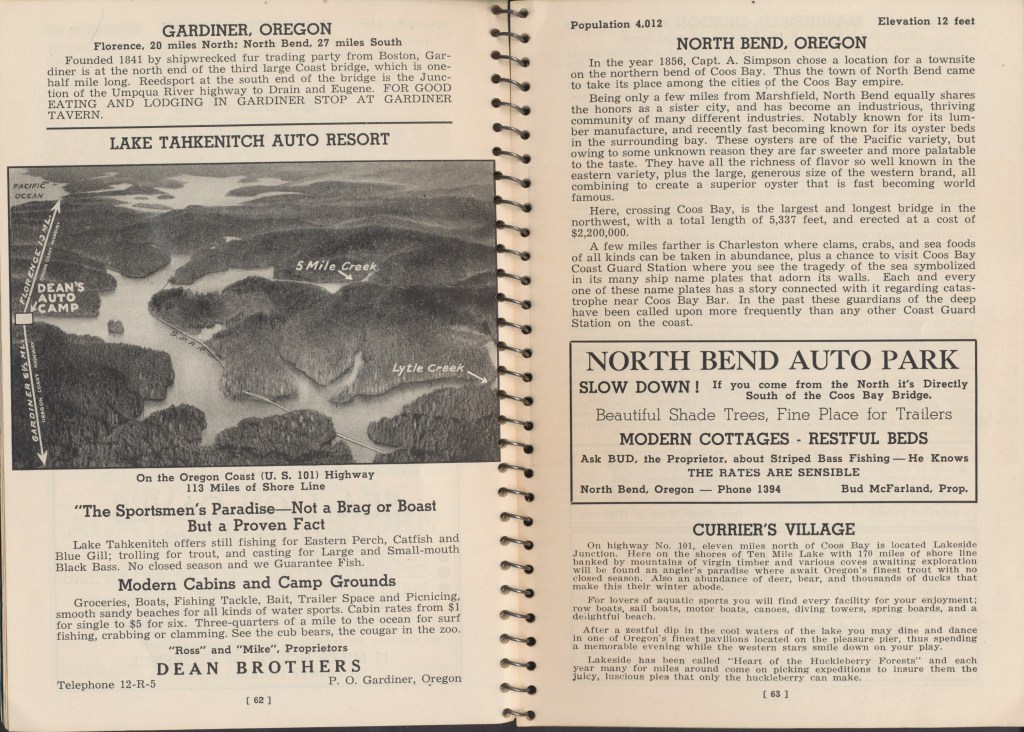 GARDINER, OREGON
Florence, 20 miles North; North Bend, 27 miles South
Founded 1841 by shipwrecked fur trading party from Boston, Gar-
diner is at the north end of the third large Coast bridge, which is one-
half mile long. Reedsport at the south end of the bridge is the Junc-
tion of the Umpqua River highway to Drain and Eugene. FOR GOOD
EATING AND LODGING IN GARDINER STOP AT GARDINER
TAVERN.
LAKE TAHKENITCH AUTO RESORT
PACIFIC
OCEAN
FLORENCE 13 MI.
OREGON COAST HIGHWAY
5 Mile Creek
DEAN'S
AUTO
CAMP
S.P.R.R.
Lytle Creek
GARDINER 6½ MI.
OREGON COAST HIGHWAY
On the Oregon Coast (U. S. 101) Highway
113 Miles of Shore Line
"The Sportsmen's Paradise—Not a Brag or Boast
But a Proven Fact
Lake Tahkenitch offers still fishing for Eastern Perch, Catfish and
Blue Gill; trolling for trout, and casting for Large and Small-mouth
Black Bass. No closed season and we Guarantee Fish.
Modern Cabins and Camp Grounds
Groceries, Boats, Fishing Tackle, Bait, Trailer Space and Picnicing,
smooth sandy beaches for all kinds of water sports. Cabin rates from $1
for single to $5 for six. Three-quarters of a mile to the ocean for surf
fishing, crabbing or clamming. See the cub bears, the cougar in the zoo.
"Ross" and "Mike", Proprietors
DEAN BROTHERS
Telephone 12-R-5 P. O. Gardiner, Oregon
[ 62 ]
Population 4,012 Elevation 12 feet
NORTH BEND, OREGON
In the year 1856, Capt. A. Simpson chose a location for a townsite
on the northern bend of Coos Bay. Thus the town of North Bend came
to take its place among the cities of the Coos Bay empire.
Being only a few miles from Marshfield, North Bend equally shares
the honors as a sister city, and has become an industrious, thriving
community of many different industries. Notably known for its lum-
ber manufacture, and recently fast becoming known for its oyster beds
in the surrounding bay. These oysters are of the Pacific variety, but
owing to some unknown reason they are far sweeter and more palatable
to the taste. They have all the richness of flavor so well known in the
eastern variety, plus the large, generous size of the western brand, all
combining to create a superior oyster that is fast becoming world
famous.
Here, crossing Coos Bay, is the largest and longest bridge in the
northwest, with a total length of 5,337 feet, and erected at a cost of
$2,200,000.
A few miles farther is Charleston where clams, crabs, and sea foods
of all kinds can be taken in abundance, plus a chance to visit Coos Bay
Coast Guard Station where you see the tragedy of the sea symbolized
in its many ship name plates that adorn its walls. Each and every
one of these name plates has a story connected with it regarding catas-
trophe near Coos Bay Bar. In the past these guardians of the deep
have been called upon more frequently than any other Coast Guard
Station on the coast.
NORTH BEND AUTO PARK
SLOW DOWN! If you come from the North it's Directly
South of the Coos Bay Bridge.
Beautiful Shade Trees, Fine Place for Trailers
MODERN COTTAGES - RESTFUL BEDS
Ask BUD, the Proprietor, about Striped Bass Fishing — He Knows
THE RATES ARE SENSIBLE
North Bend, Oregon — Phone 1394 Bud McFarland, Prop.
CURRIER'S VILLAGE
On highway No. 101, eleven miles north of Coos Bay is located Lakeside
Junction. Here on the shores of Ten Mile Lake with 170 miles of shore line
banked by mountains of virgin timber and various coves awaiting exploration
will be found an angler's paradise where await Oregon's finest trout with no
closed season. Also an abundance of deer, bear, and thousands of ducks that
make this their winter abode.
For lovers of aquatic sports you will find every facility for your enjoyment;
row boats, sail boats, motor boats, canoes, diving towers, spring boards, and a
delightful beach.
After a zestful dip in the cool waters of the lake you may dine and dance
in one of Oregon's finest pavilions located on the pleasure pier, thus spending
a memorable evening while the western stars smile down on your play.
Lakeside has been called "Heart of the Huckleberry Forests" and each
year many for miles around come on picking expeditions to insure them the
juicy, luscious pies that only the huckleberry can make.
[ 63 ]